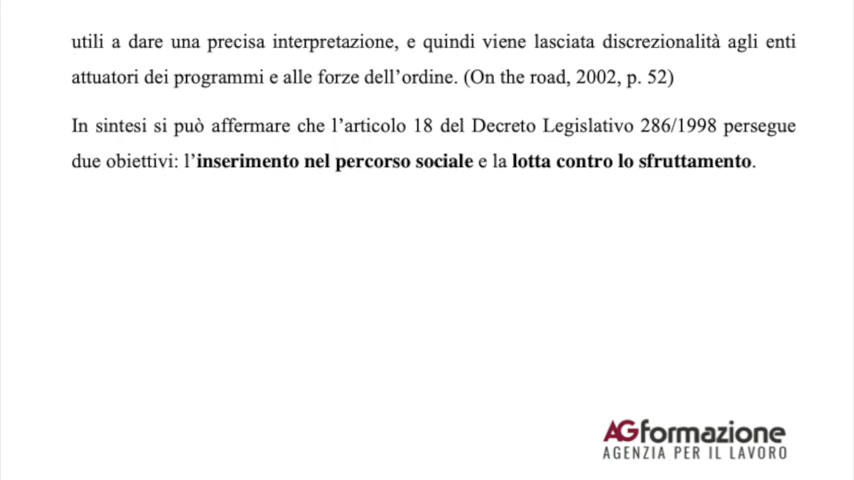 utili a dare una precisa interpretazione, e quindi viene lasciata discrezionalità agli enti
attuatori dei programmi e alle forze dell’ordine. (On the road, 2002, p. 52)
In sintesi si può affermare che l’articolo 18 del Decreto Legislativo 286/1998 persegue
due obiettivi: l’inserimento nel percorso sociale e la lotta contro lo sfruttamento.
AGformazione
AGENZIA PER IL LAVORO